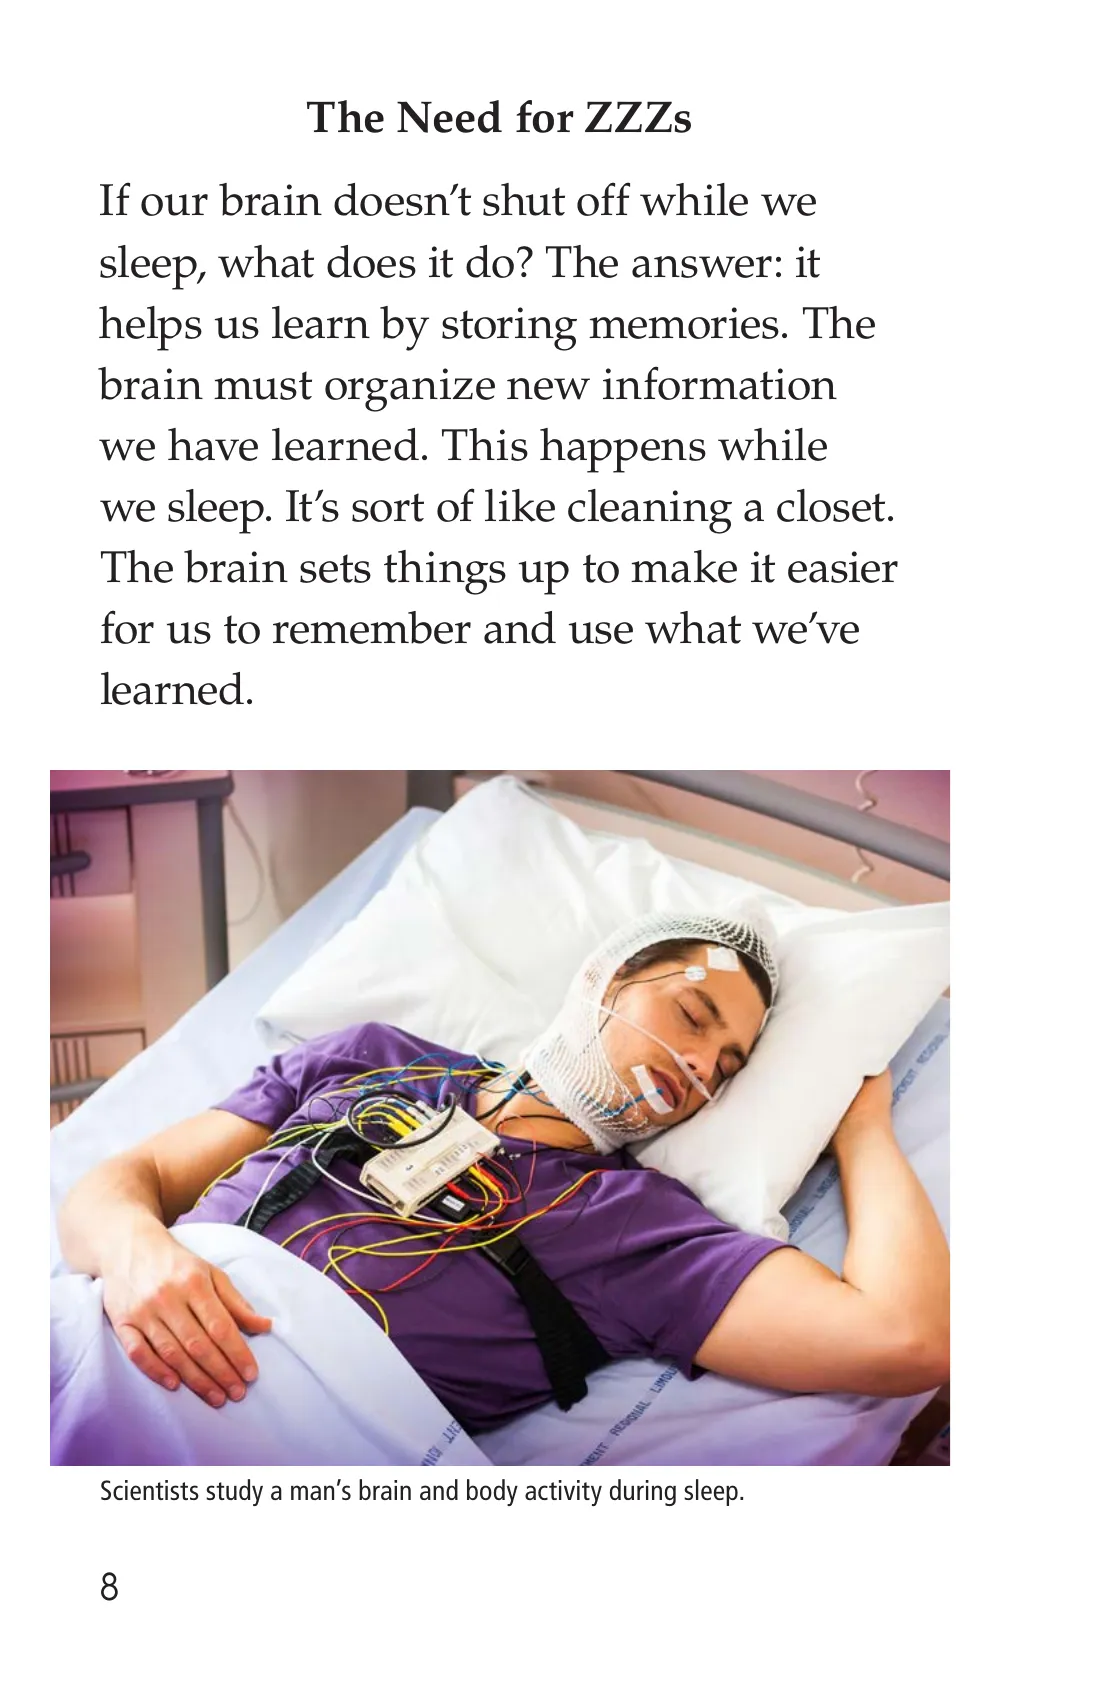 The Need for ZZZs
If our brain doesn’t shut off while we
sleep, what does it do? The answer: it
helps us learn by storing memories. The
brain must organize new information
we have learned. This happens while
we sleep. It’s sort of like cleaning a closet.
The brain sets things up to make it easier
for us to remember and use what we’ve
learned.
REGIONAL
Scientists study a man’s brain and body activity during sleep.
8